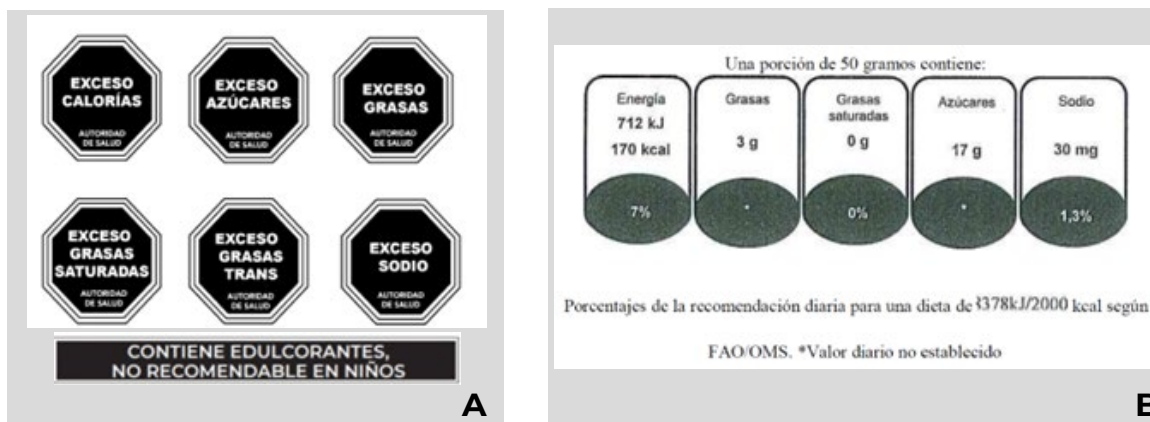 EXCESO
CALORÍAS
AUTORIDAD
DE SALUD
EXCESO
AZÚCARES
AUTORIDAD
DE SALUD
EXCESO
GRASAS
AUTORIDAD
DE SALUD
EXCESO
GRASAS
SATURADAS
AUTORIDAD
DE SALUD
EXCESO
GRASAS
TRANS
AUTORIDAD
DE SALUD
EXCESO
SODIO
AUTORIDAD
DE SALUD
CONTIENE EDULCORANTES,
NO RECOMENDABLE EN NIÑOS
A
Una porción de 50 gramos contiene:
Energía
712 kJ
170 kcal
7%
Grasas
3 g
*
Grasas
saturadas
0 g
0%
Azúcares
17 g
*
Sodio
30 mg
1,3%
Porcentajes de la recomendación diaria para una dieta de 8378kJ/2000 kcal según
FAO/OMS. *Valor diario no establecido
B